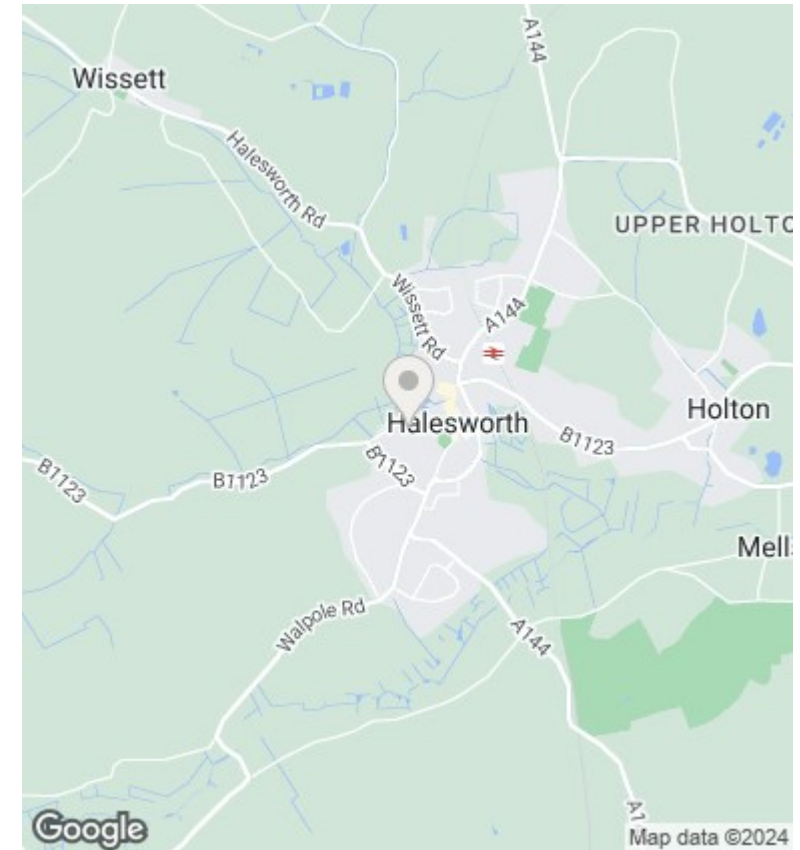 A144
Wissett
Halesworth Rd
UPPER HOLTO
Wissett Rd
A144
Halesworth
Holton
B1123
B1123
B1123
B1123
Mells
Walpole Rd
A144
A1
Google
Map data ©2024